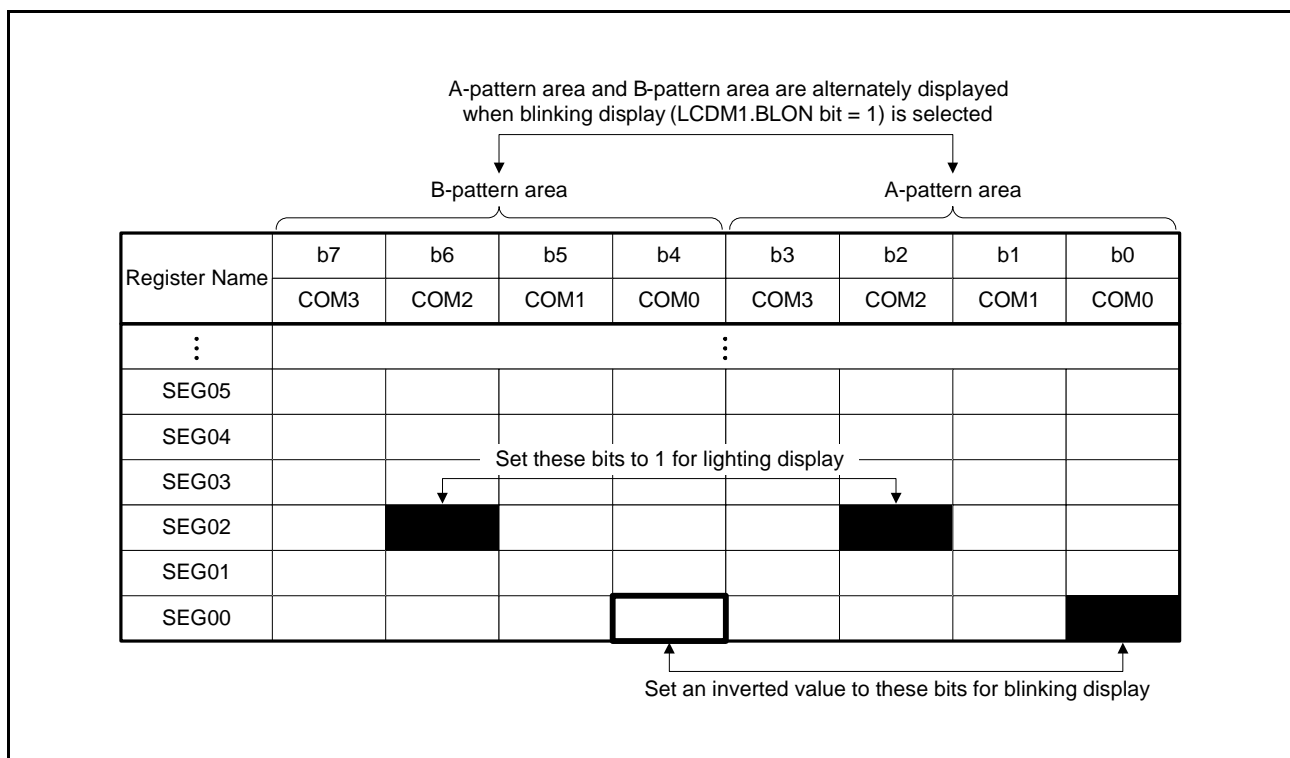 A-pattern area and B-pattern area are alternately displayed
when blinking display (LCDM1.BLON bit = 1) is selected
B-pattern area A-pattern area
Register Name b7 b6 b5 b4 b3 b2 b1 b0
COM3 COM2 COM1 COM0 COM3 COM2 COM1 COM0
⋮ ⋮
SEG05
SEG04
Set these bits to 1 for lighting display
SEG03
SEG02
SEG01
SEG00
Set an inverted value to these bits for blinking display